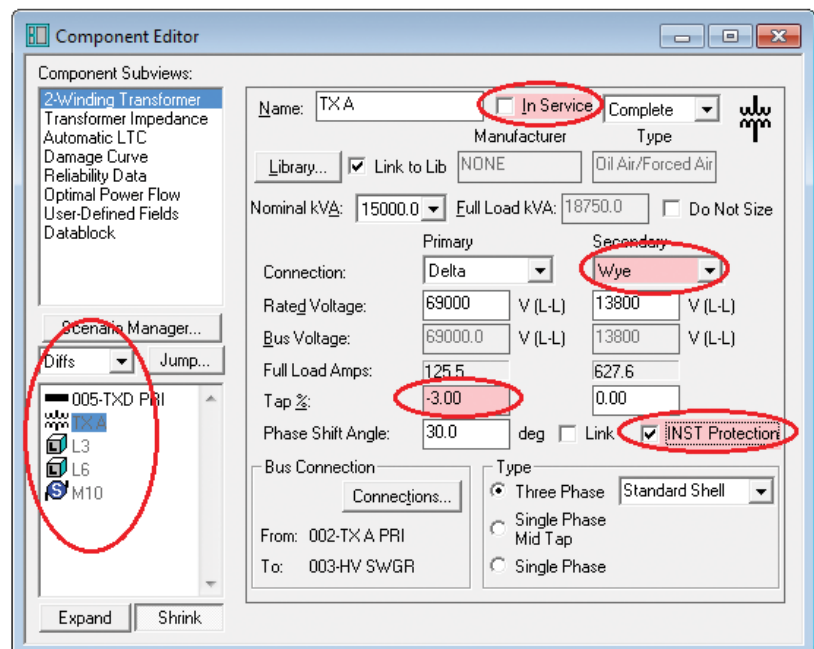 Component Editor
Component Subviews:
2-Winding Transformer
Transformer Impedance
Automatic LTC
Damage Curve
Reliability Data
Optimal Power Flow
User-Defined Fields
Datablock
Scenario Manager...
Diffs Jump...
005-TXD PRI
TX A
L3
L6
M10
Expand Shrink
Name: TX A In Service Complete
Manufacturer Type
Library... Link to Lib NONE Oil Air/Forced Air
Nominal kVA: 15000.0 Full Load kVA: 18750.0 Do Not Size
Primary Secondary
Connection: Delta Wye
Rated Voltage: 69000 V (L-L) 13800 V (L-L)
Bus Voltage: 69000.0 V (L-L) 13800 V (L-L)
Full Load Amps: 125.5 627.6
Tap %: -3.00 0.00
Phase Shift Angle: 30.0 deg Link INST Protection
Bus Connection
Connections...
From: 002-TX A PRI
To: 003-HV SWGR
Type
Three Phase Standard Shell
Single Phase
Mid Tap
Single Phase